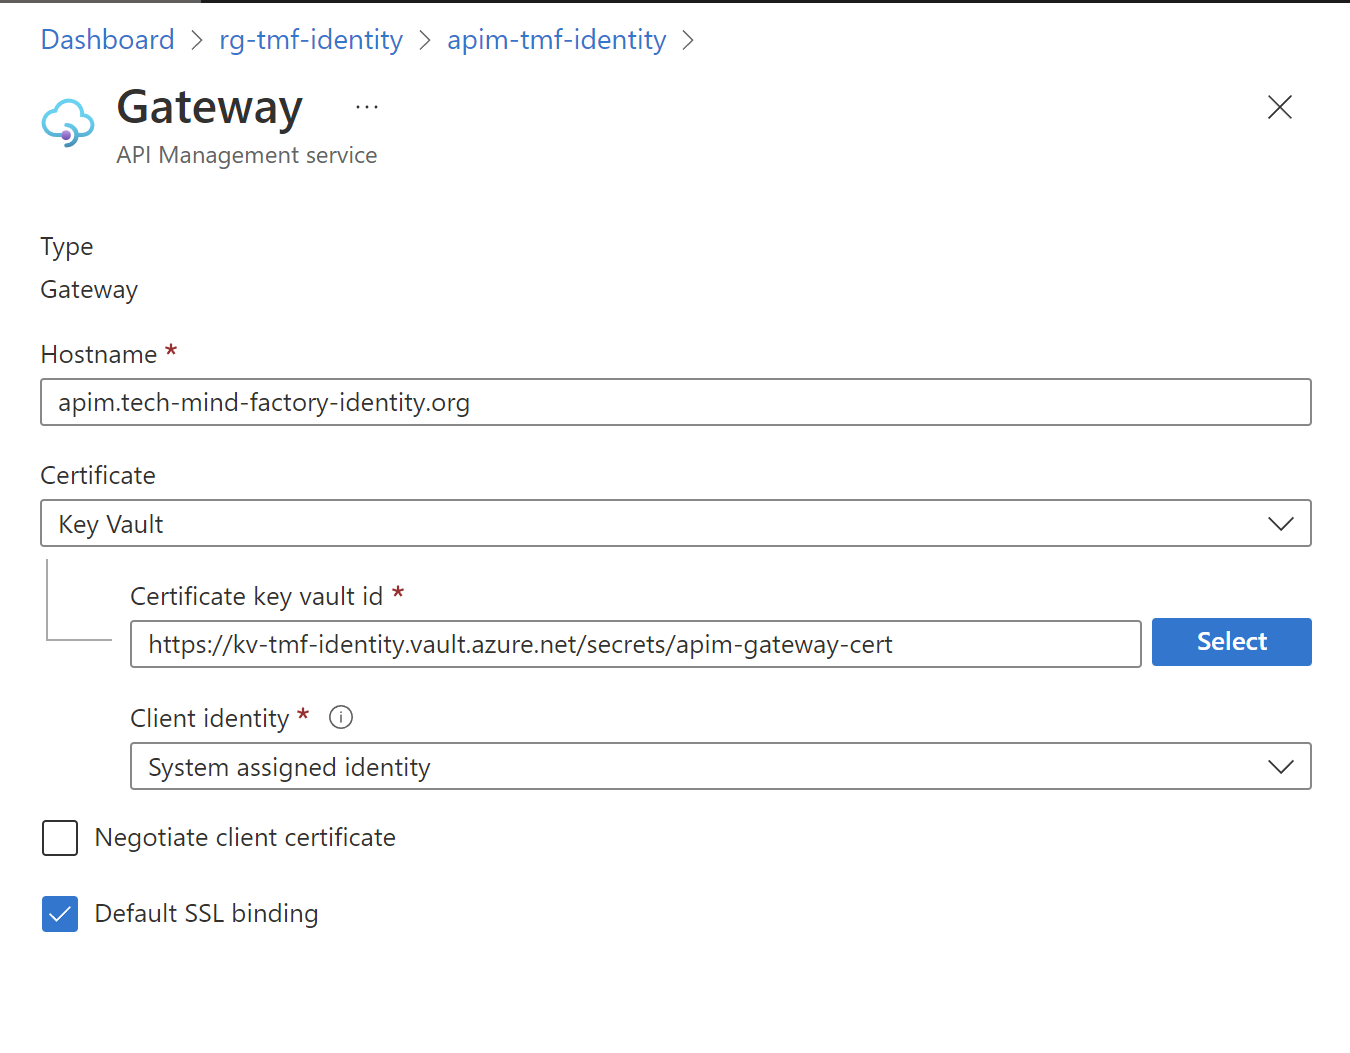 Dashboard > rg-tmf-identity > apim-tmf-identity >
Gateway ...
API Management service
Type
Gateway
Hostname *
apim.tech-mind-factory-identity.org
Certificate
Key Vault
Certificate key vault id *
https://kv-tmf-identity.vault.azure.net/secrets/apim-gateway-cert
Select
Client identity *
System assigned identity
Negotiate client certificate
Default SSL binding